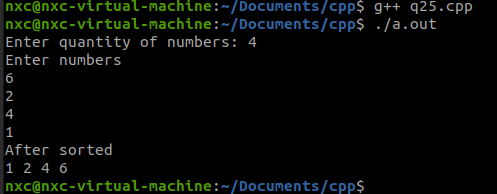 nxc@nxc-virtual-machine:~/Documents/cpp$ g++ q25.cpp
nxc@nxc-virtual-machine:~/Documents/cpp$ ./a.out
Enter quantity of numbers: 4
Enter numbers
6
2
4
1
After sorted
1 2 4 6
nxc@nxc-virtual-machine:~/Documents/cpp$